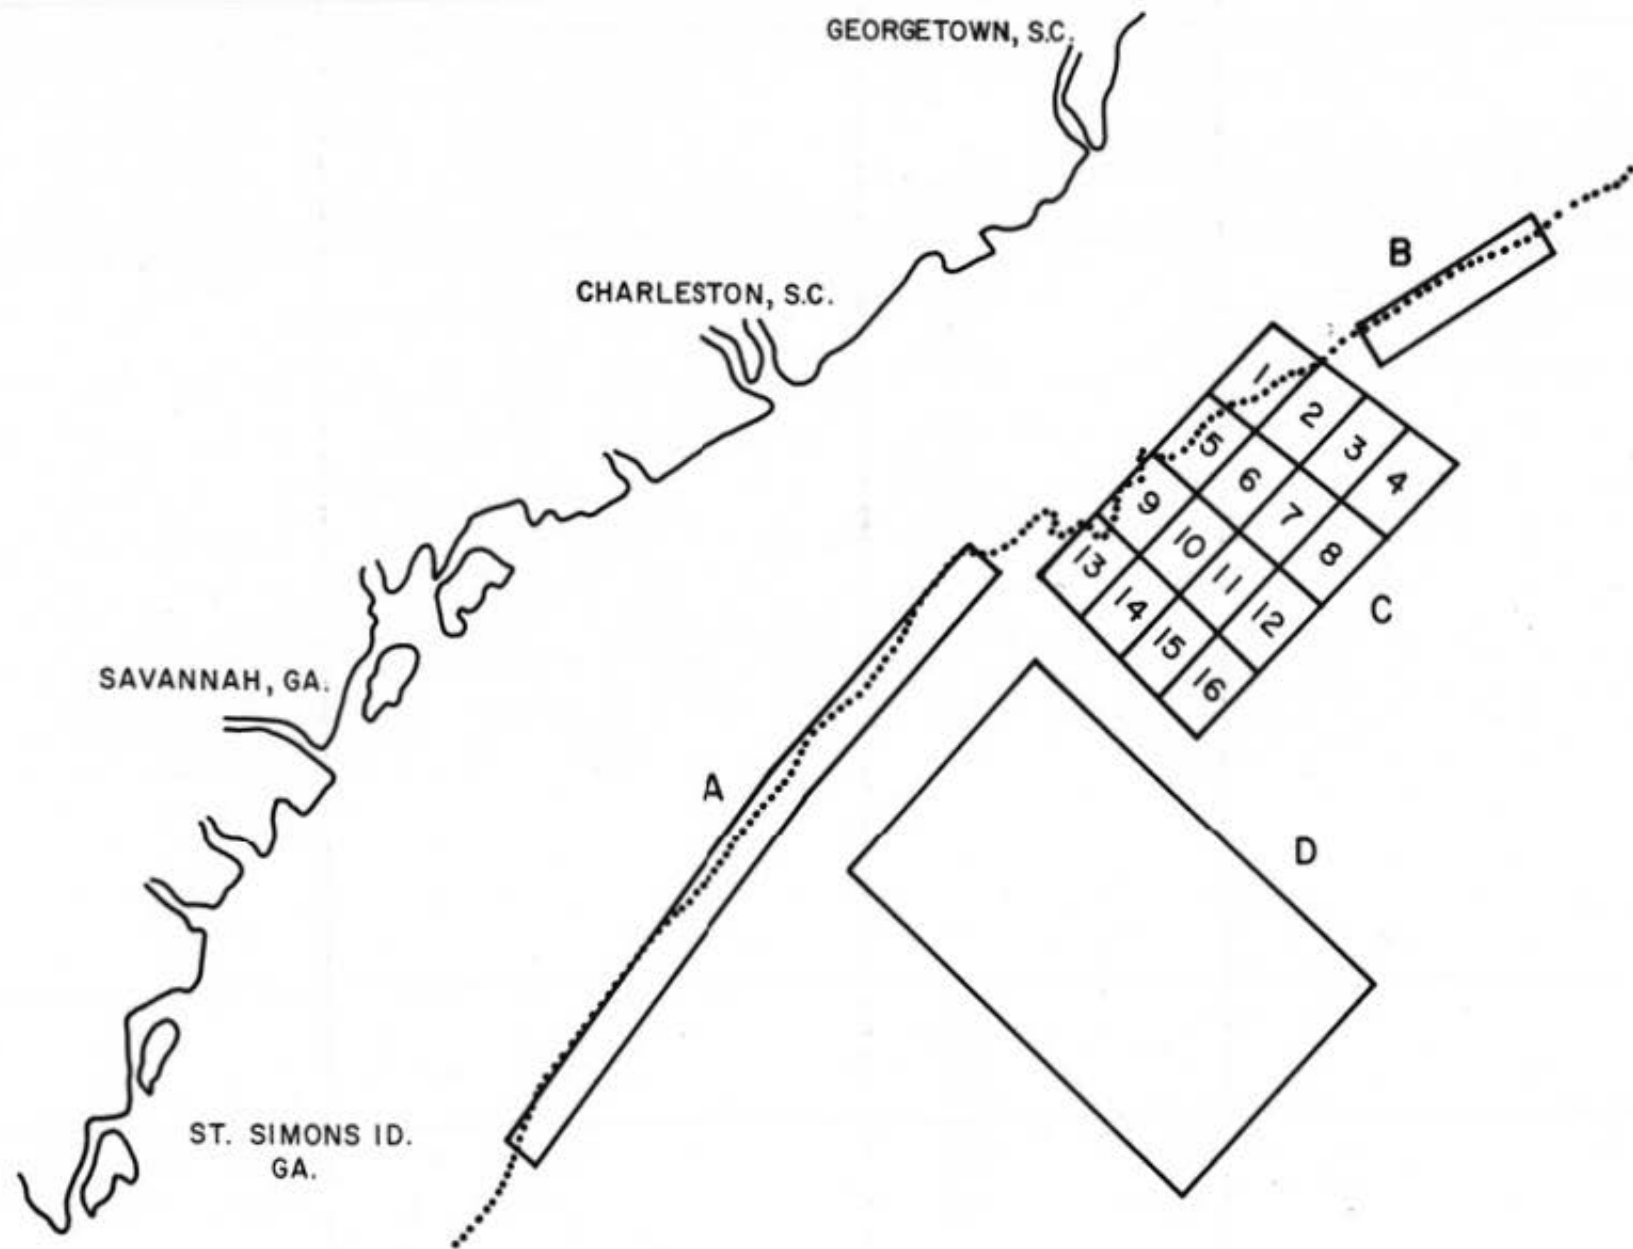 GEORGETOWN, S.C.
B
CHARLESTON, S.C.
1
2
3
4
5
6
7
8
9
10
11
12
13
14
15
16
C
SAVANNAH, GA.
A
D
ST. SIMONS ID.
GA.